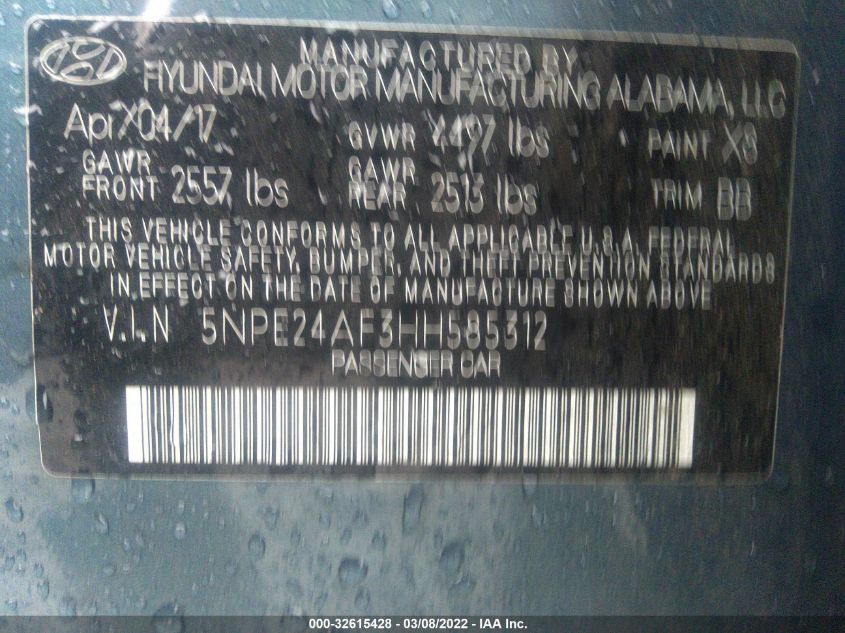 MANUFACTURED BY
HYUNDAI MOTOR MANUFACTURING ALABAMA, LLC
Apr/04/17 GVWR 4497 lbs PAINT X8
GAWR FRONT 2557 lbs GAWR REAR 2513 lbs TRIM BB
THIS VEHICLE CONFORMS TO ALL APPLICABLE U.S.A. FEDERAL
MOTOR VEHICLE SAFETY, BUMPER, AND THEFT PREVENTION STANDARDS
IN EFFECT ON THE DATE OF MANUFACTURE SHOWN ABOVE
V.I.N 5NPE24AF3HH585312
PASSENGER CAR
000-32615428 - 03/08/2022 - IAA Inc.